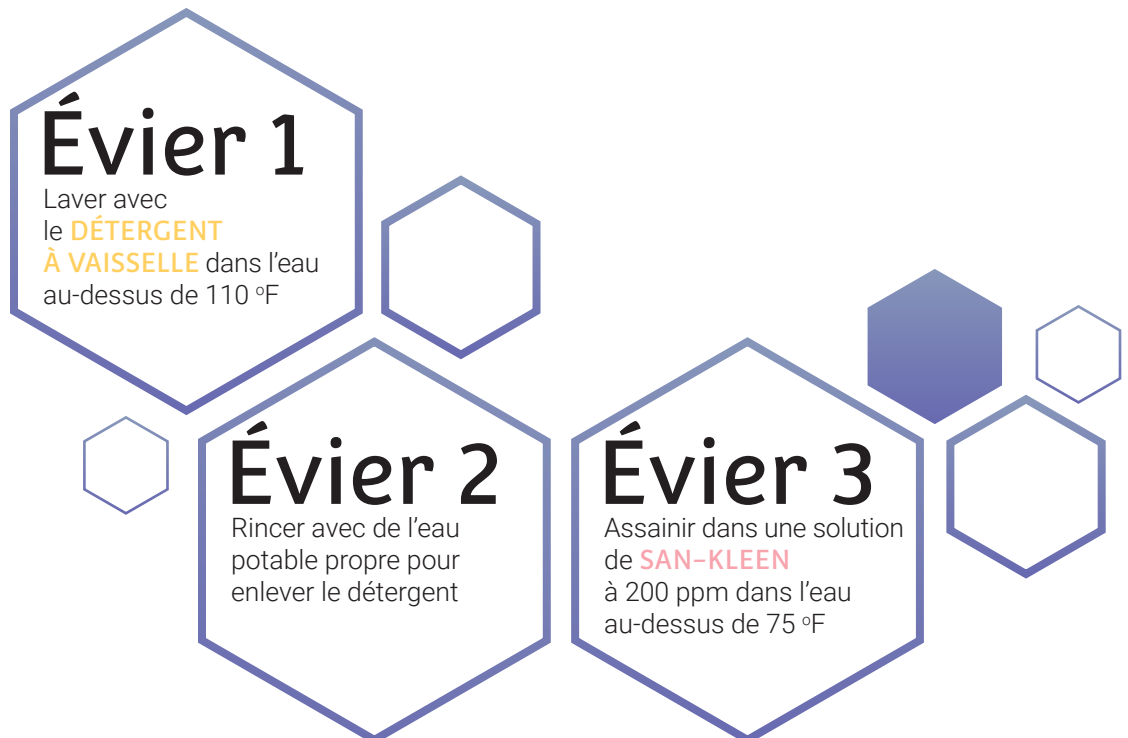 Évier 1
Laver avec
le DÉTERGENT
À VAISSELLE dans l’eau
au-dessus de 110 ºF
Évier 2
Rincer avec de l’eau
potable propre pour
enlever le détergent
Évier 3
Assainir dans une solution
de SAN-KLEEN
à 200 ppm dans l’eau
au-dessus de 75 ºF